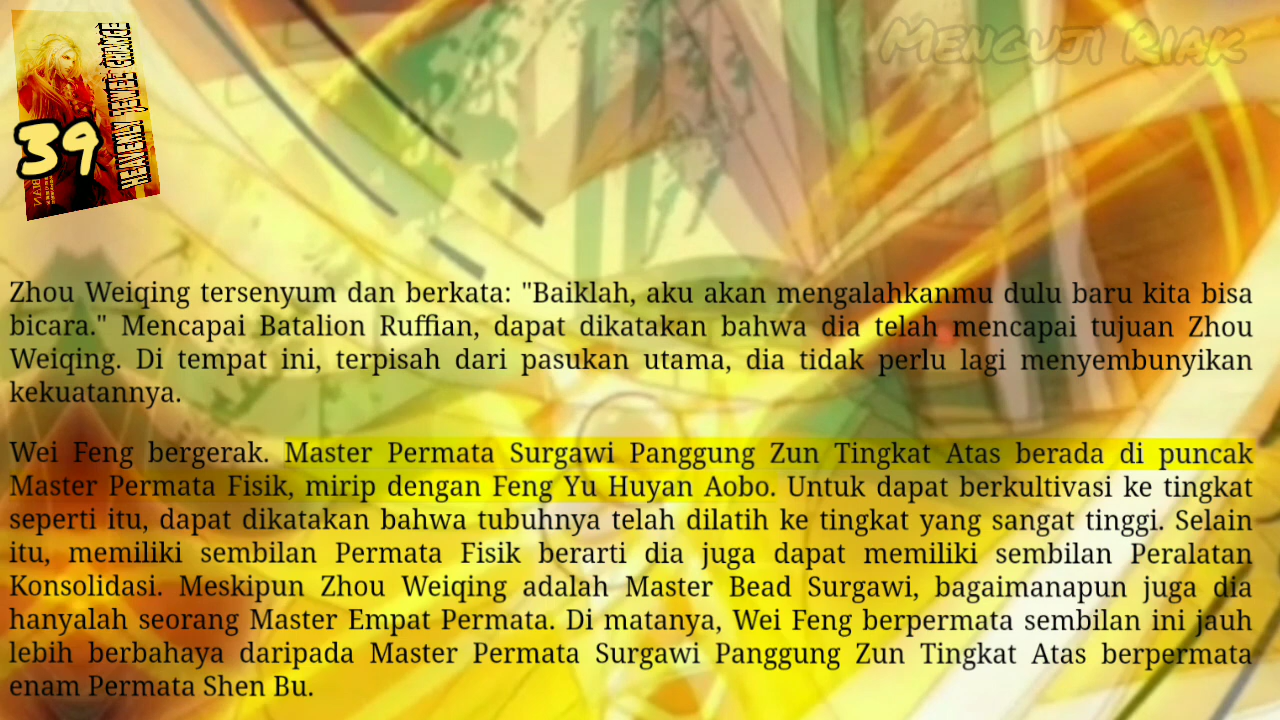 Menguji Riak
HEAVENLY JEWEL CHANGE
39
Zhou Weiqing tersenyum dan berkata: "Baiklah, aku akan mengalahkanmu dulu baru kita bisa
bicara." Mencapai Batalion Ruffian, dapat dikatakan bahwa dia telah mencapai tujuan Zhou
Weiqing. Di tempat ini, terpisah dari pasukan utama, dia tidak perlu lagi menyembunyikan
kekuatannya.
Wei Feng bergerak. Master Permata Surgawi Panggung Zun Tingkat Atas berada di puncak
Master Permata Fisik, mirip dengan Feng Yu Huyan Aobo. Untuk dapat berkultivasi ke tingkat
seperti itu, dapat dikatakan bahwa tubuhnya telah dilatih ke tingkat yang sangat tinggi. Selain
itu, memiliki sembilan Permata Fisik berarti dia juga dapat memiliki sembilan Peralatan
Konsolidasi. Meskipun Zhou Weiqing adalah Master Bead Surgawi, bagaimanapun juga dia
hanyalah seorang Master Empat Permata. Di matanya, Wei Feng berpermata sembilan ini jauh
lebih berbahaya daripada Master Permata Surgawi Panggung Zun Tingkat Atas berpermata
enam Permata Shen Bu.